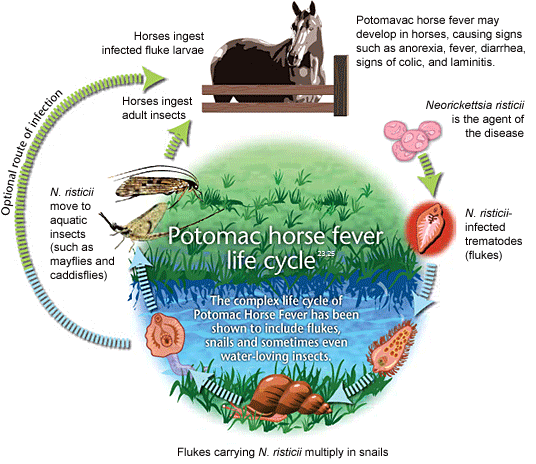 Horses ingest
infected fluke larvae
Potomavac horse fever may
develop in horses, causing signs
such as anorexia, fever, diarrhea,
signs of colic, and laminitis.
Horses ingest
adult insects
Neorickettsia risticii
is the agent of
the disease
Optional route of infection
N. risticii
move to
aquatic
insects
(such as
mayflies and
caddisflies)
N. risticii-
infected
trematodes
(flukes)
Potomac horse fever
life cycle23,25
The complex life cycle of
Potomac Horse Fever has been
shown to include flukes,
snails and sometimes even
water-loving insects.
Flukes carrying N. risticii multiply in snails